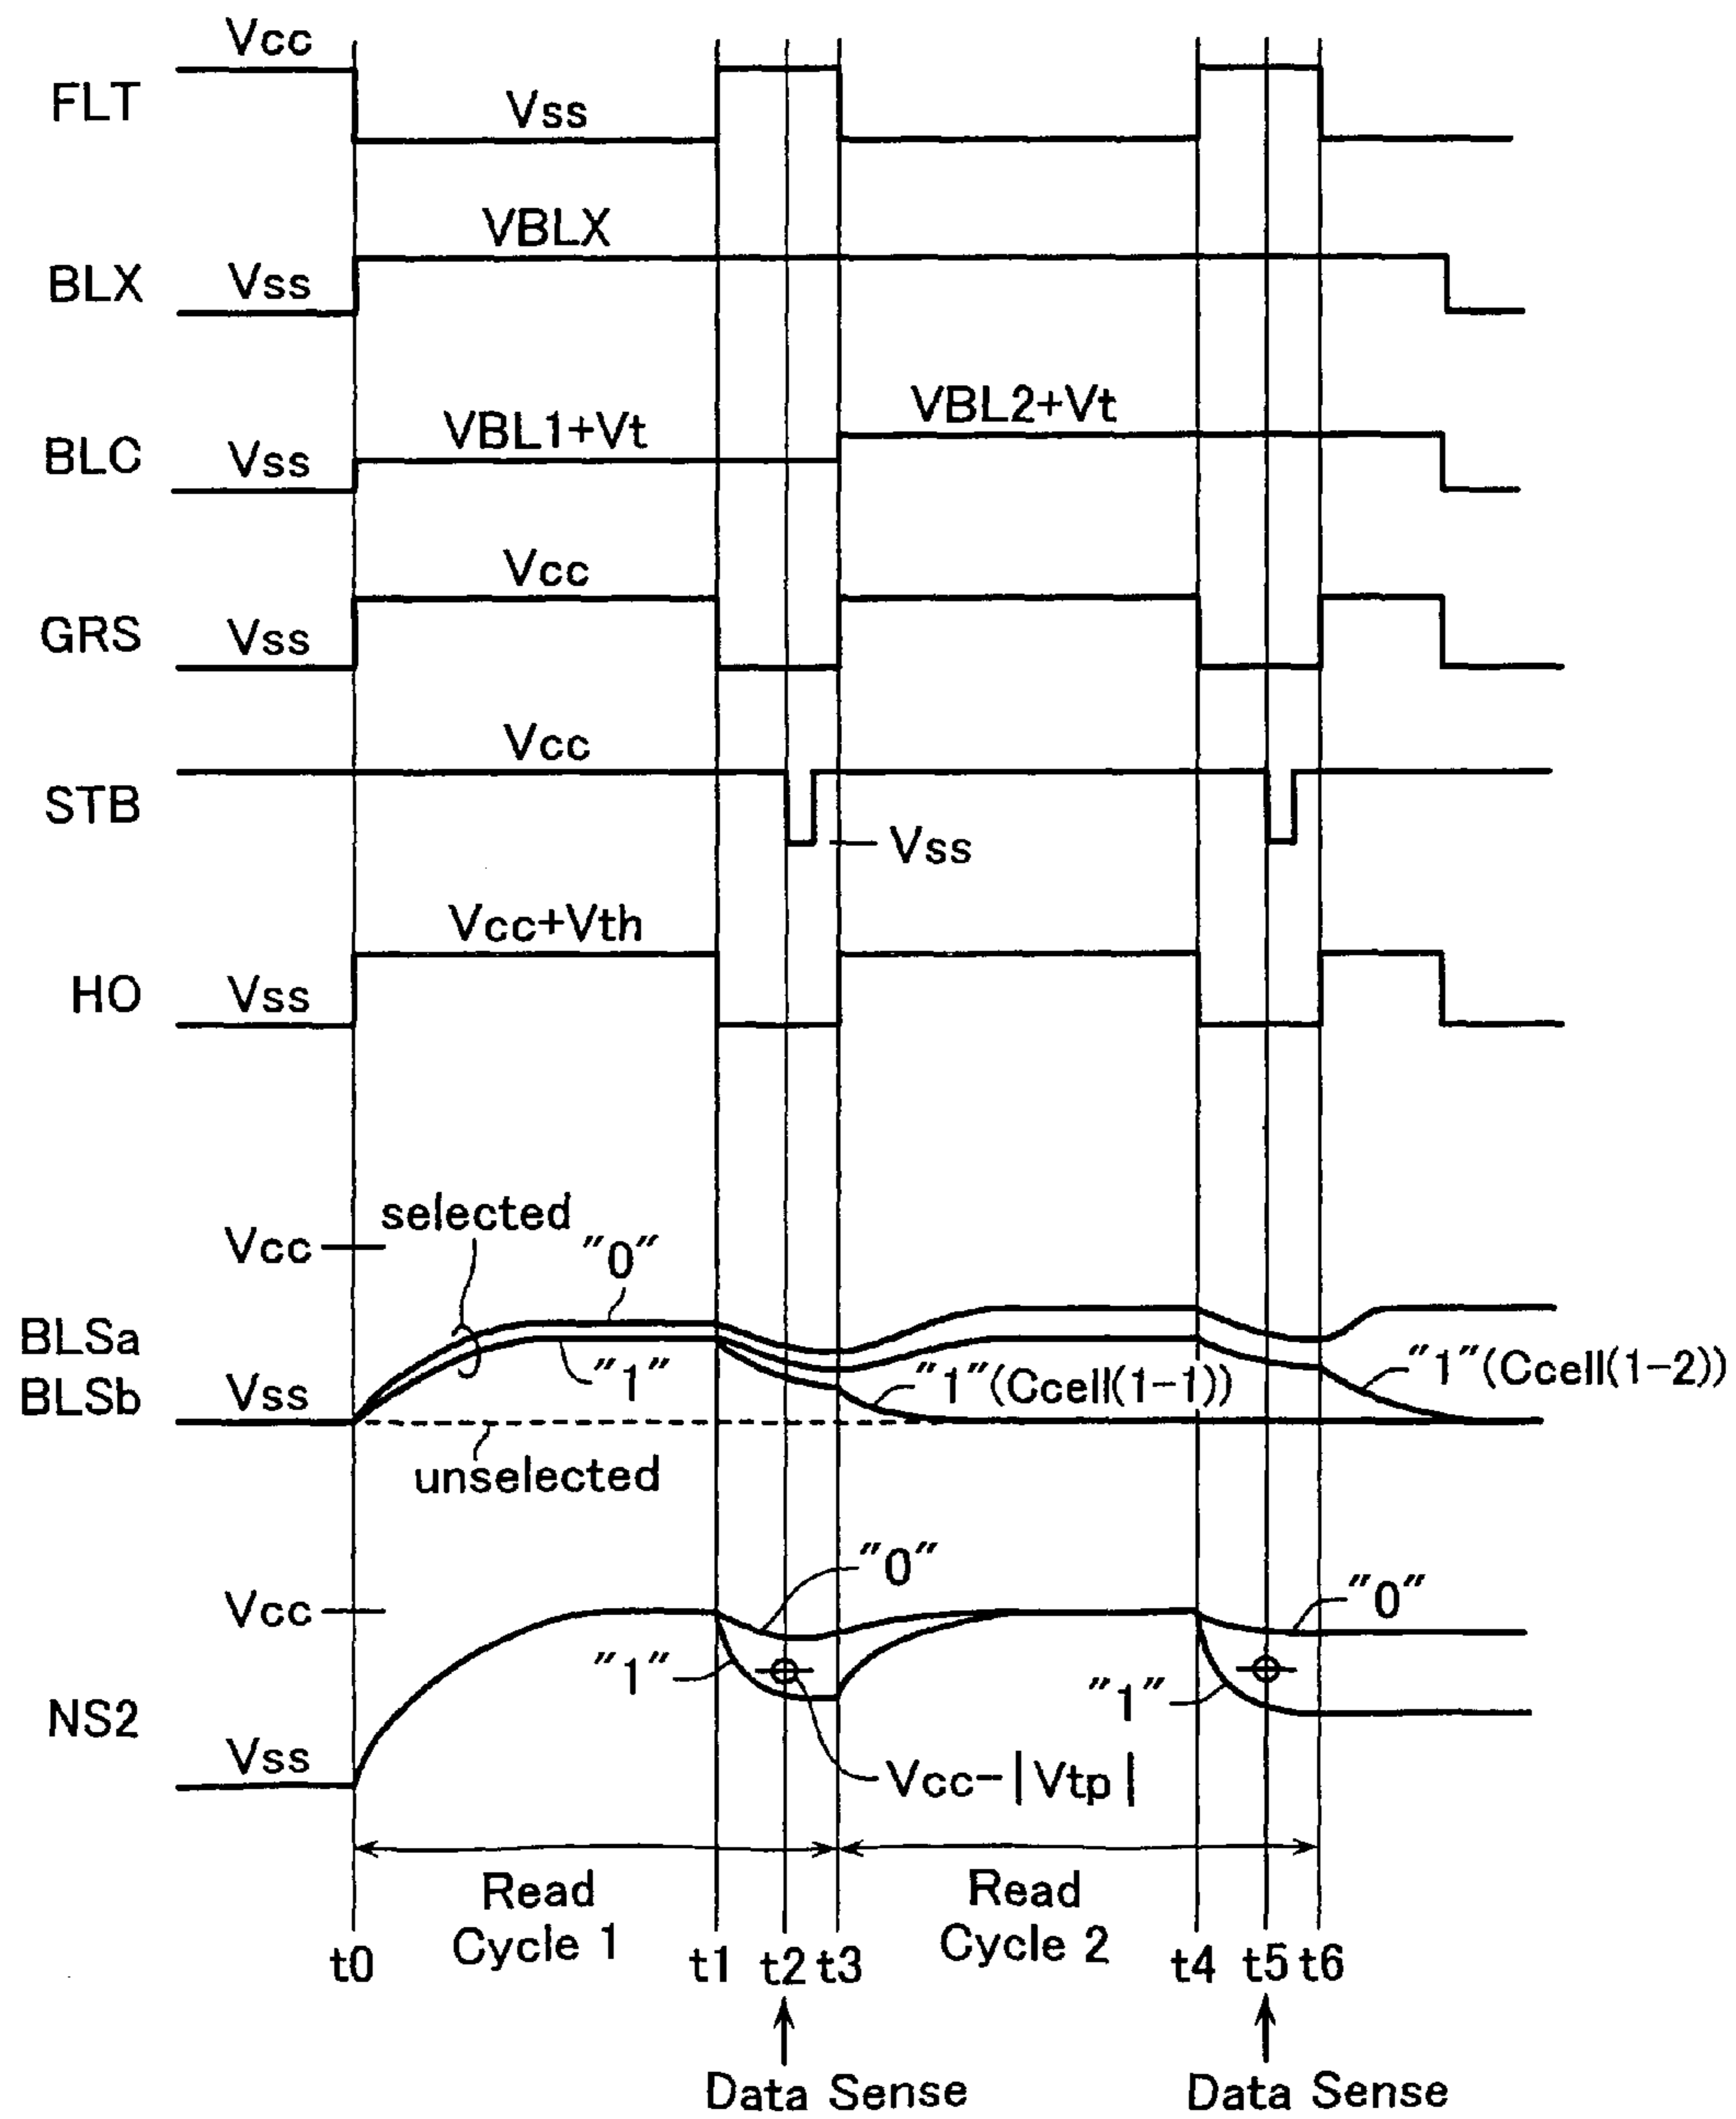 Vcc
FLT
Vss
VBLX
BLX
Vss
VBL1+Vt
VBL2+Vt
BLC
Vss
Vcc
GRS
Vss
Vcc
STB
Vss
Vcc+Vth
HO
Vss
selected
Vcc
"0"
BLSa
"1"
"1"(Ccell(1-1))
"1"(Ccell(1-2))
BLSb
Vss
unselected
"0"
Vcc
"0"
"1"
"1"
NS2
Vss
Vcc-|Vtp|
Read
Cycle 1
Read
Cycle 2
t0
t1
t2
t3
t4
t5
t6
Data Sense
Data Sense